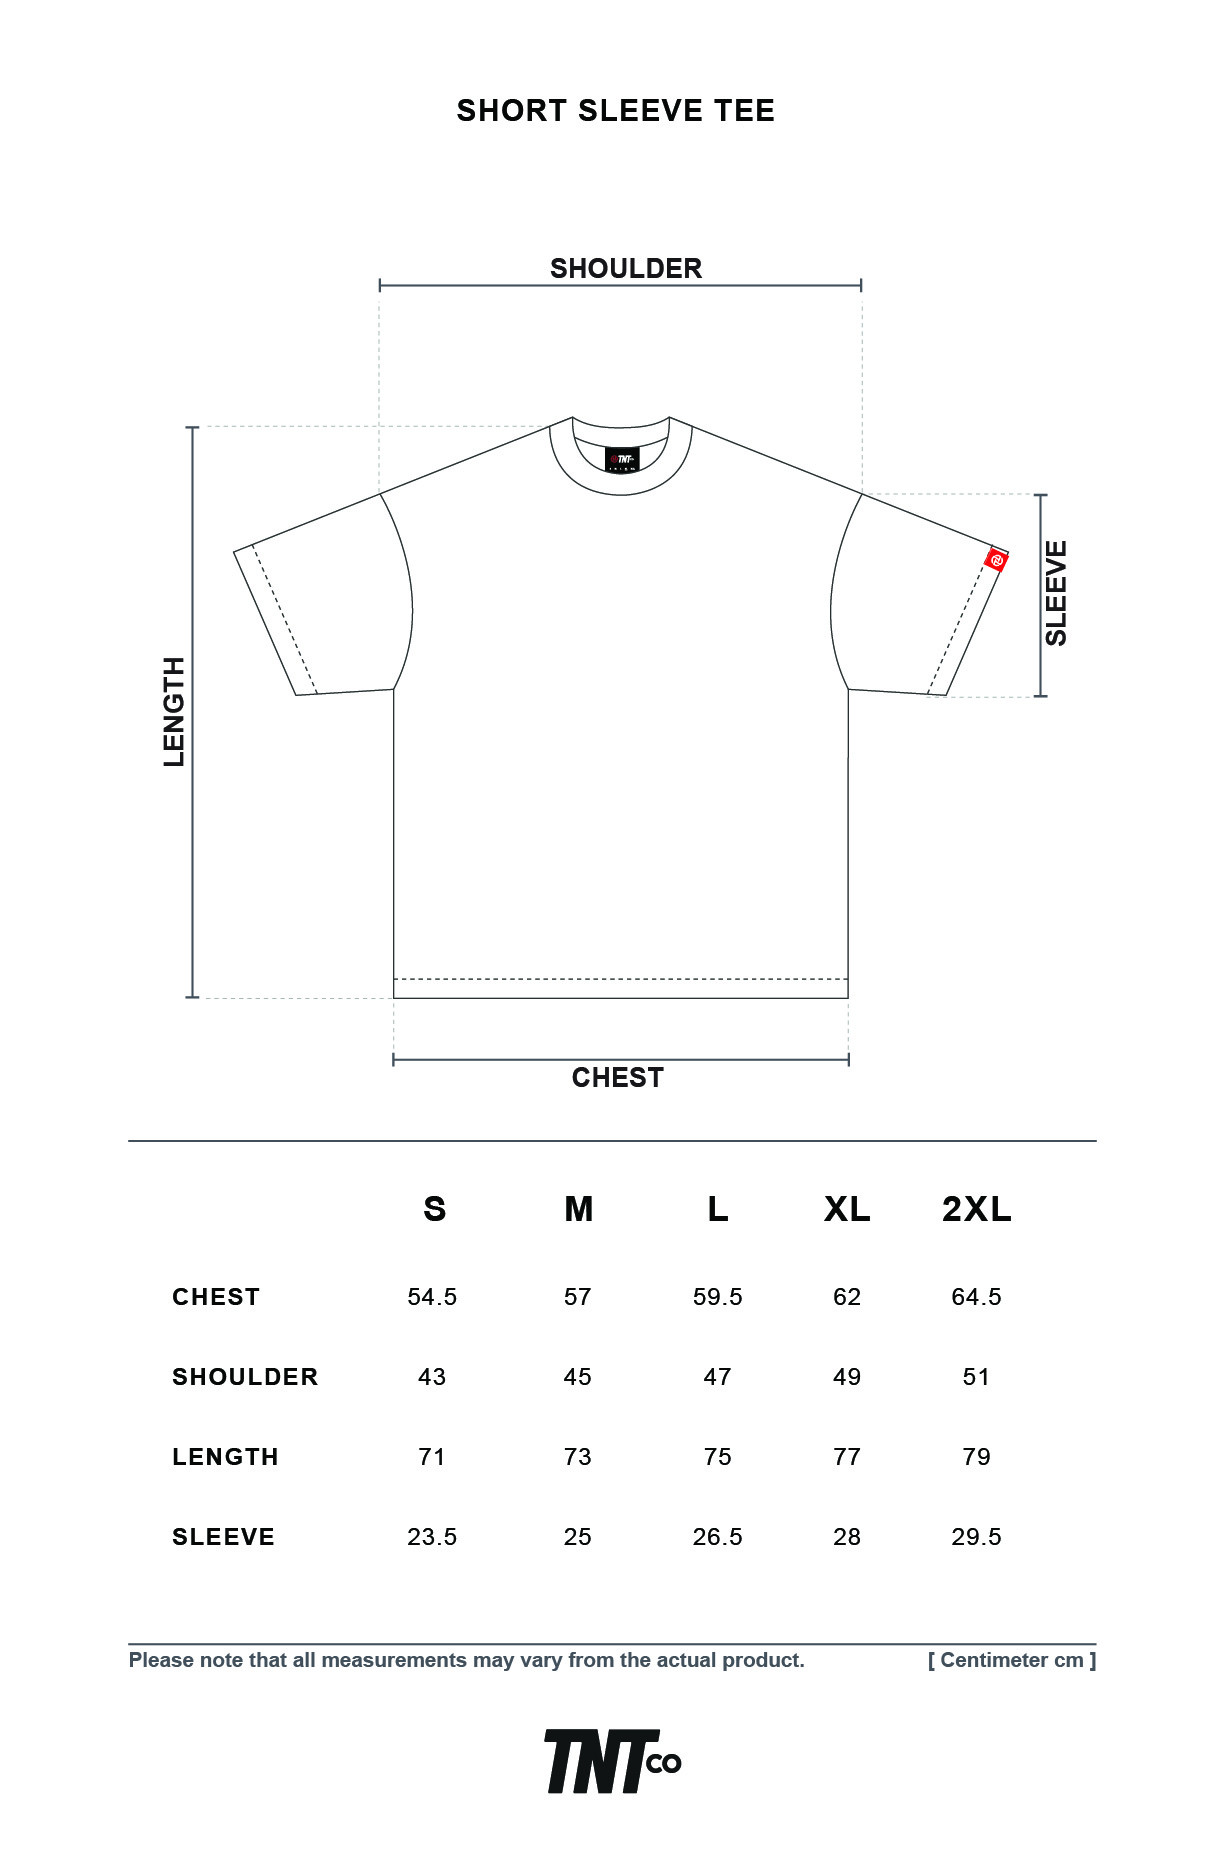 SHORT SLEEVE TEE
SHOULDER
TNTco
SLEEVE
LENGTH
CHEST
S M L XL 2XL
CHEST 54.5 57 59.5 62 64.5
SHOULDER 43 45 47 49 51
LENGTH 71 73 75 77 79
SLEEVE 23.5 25 26.5 28 29.5
Please note that all measurements may vary from the actual product. [ Centimeter cm ]
TNTco